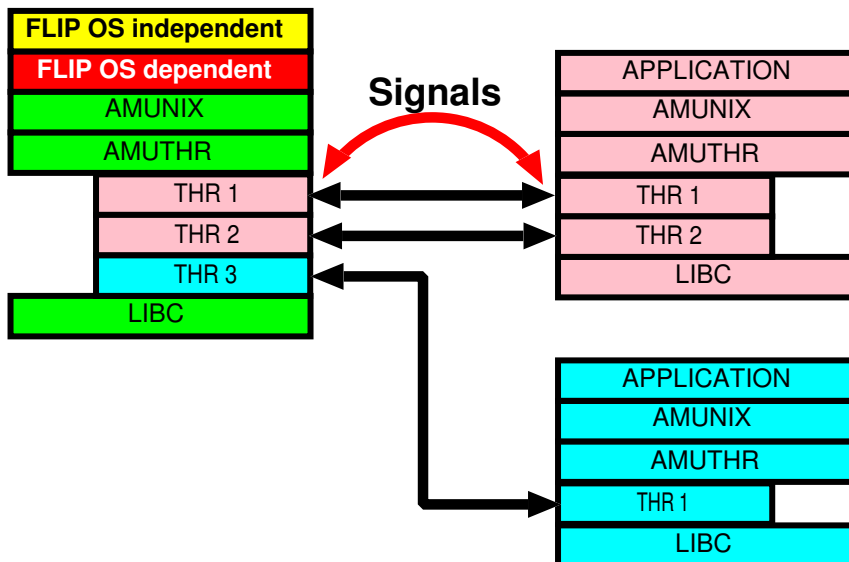 FLIP OS independent
FLIP OS dependent
AMUNIX
AMUTHR
THR 1
THR 2
THR 3
LIBC
Signals
APPLICATION
AMUNIX
AMUTHR
THR 1
THR 2
LIBC
APPLICATION
AMUNIX
AMUTHR
THR 1
LIBC